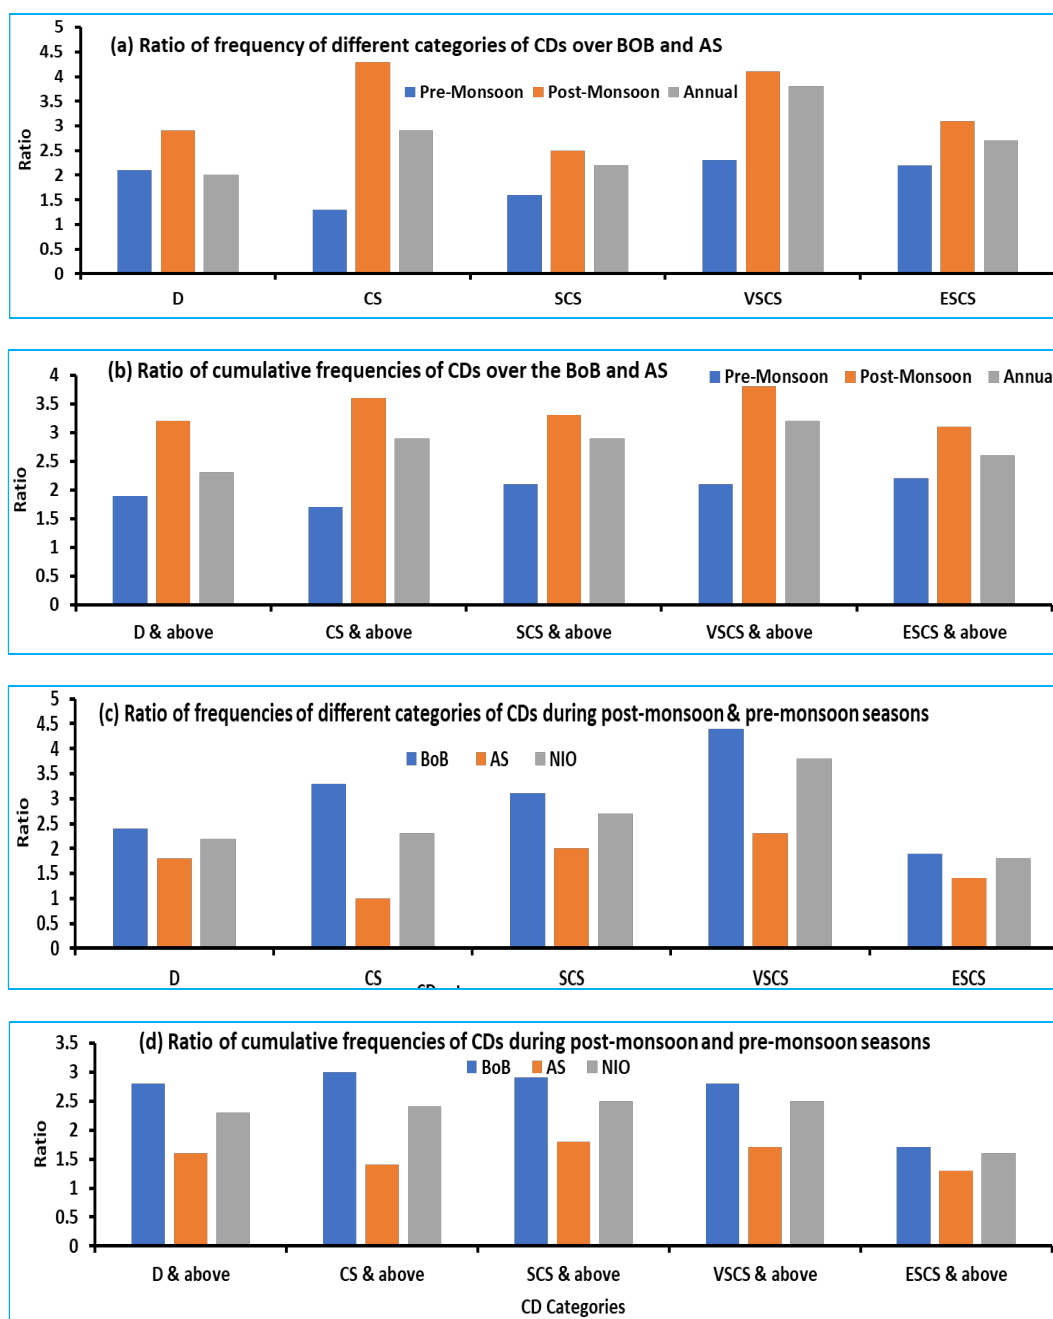 (a) Ratio of frequency of different categories of CDs over BOB and AS
Pre-Monsoon Post-Monsoon Annual
Ratio
5
4.5
4
3.5
3
2.5
2
1.5
1
0.5
0
D CS SCS VSCS ESCS
(b) Ratio of cumulative frequencies of CDs over the BoB and AS
Pre-Monsoon Post-Monsoon Annual
Ratio
4
3.5
3
2.5
2
1.5
1
0.5
0
D & above CS & above SCS & above VSCS & above ESCS & above
(c) Ratio of frequencies of different categories of CDs during post-monsoon & pre-monsoon seasons
BoB AS NIO
Ratio
5
4.5
4
3.5
3
2.5
2
1.5
1
0.5
0
D CS SCS VSCS ESCS
(d) Ratio of cumulative frequencies of CDs during post-monsoon and pre-monsoon seasons
BoB AS NIO
Ratio
3.5
3
2.5
2
1.5
1
0.5
0
D & above CS & above SCS & above VSCS & above ESCS & above
CD Categories